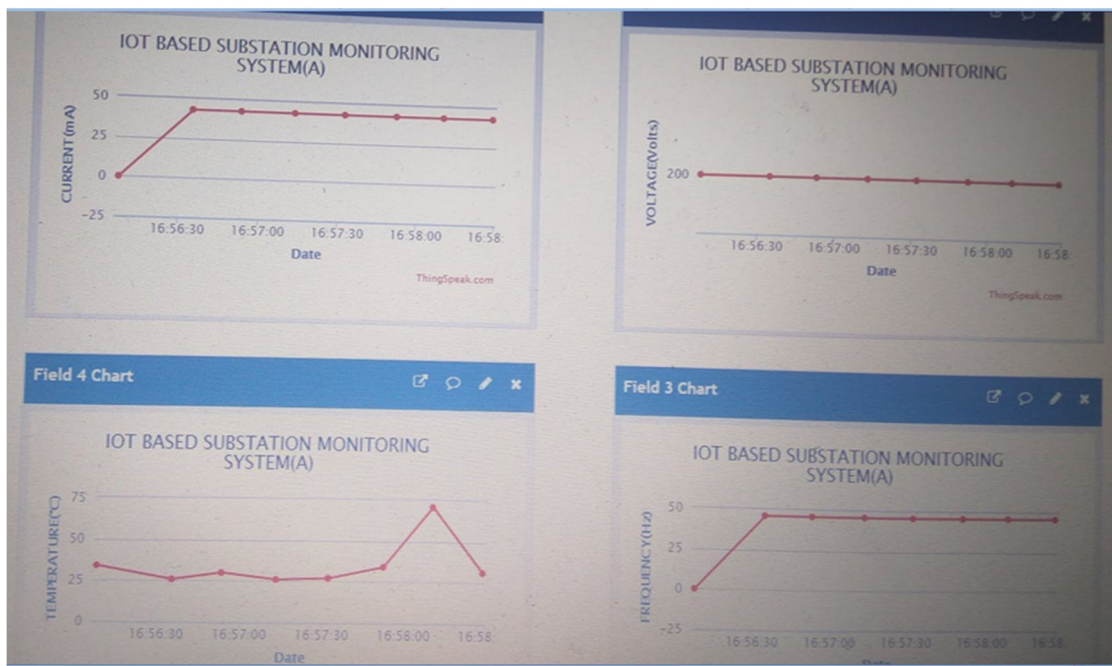 IOT BASED SUBSTATION MONITORING
SYSTEM(A)
50
25
0
-25
CURRENT (mA)
16:56:30 16:57:00 16:57:30 16:58:00 16:58:
Date
ThingSpeak.com
IOT BASED SUBSTATION MONITORING
SYSTEM(A)
200
VOLTAGE(Volts)
16:56:30 16:57:00 16:57:30 16:58:00 16:58
Date
ThingSpeak.com
Field 4 Chart
IOT BASED SUBSTATION MONITORING
SYSTEM(A)
75
50
25
0
TEMPERATURE(°C)
16:56:30 16:57:00 16:57:30 16:58:00 16:58:
Date
Field 3 Chart
IOT BASED SUBSTATION MONITORING
SYSTEM(A)
50
25
0
-25
FREQUENCY(Hz)
16:56:30 16:57:00 16:57:30 16:58:00 16:58:
Date